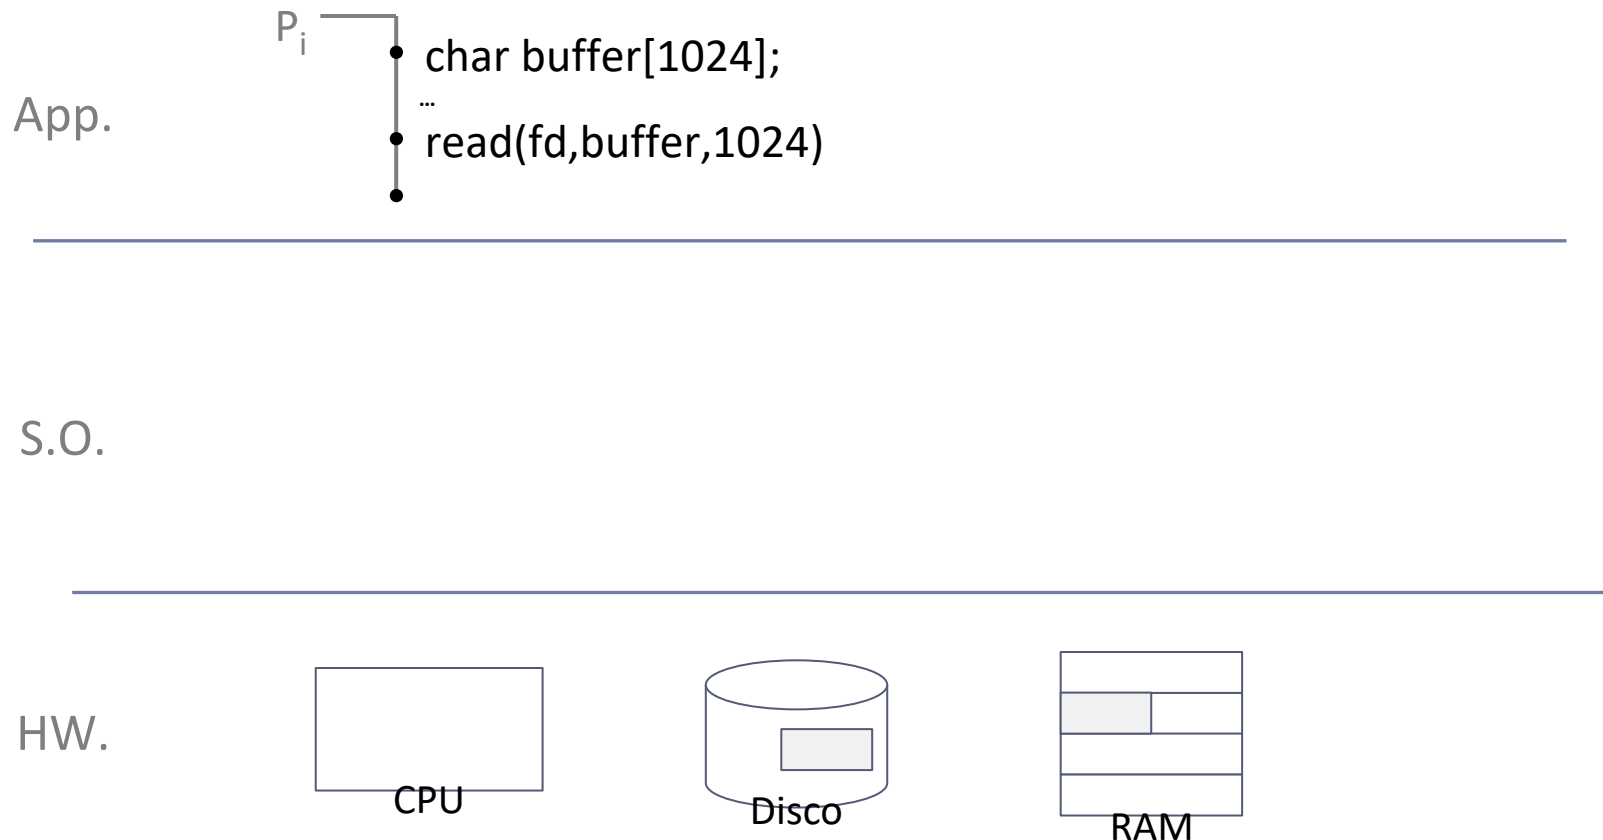 Pi
char buffer[1024];
...
App.
read(fd,buffer,1024)
S.O.
HW.
CPU
Disco
RAM